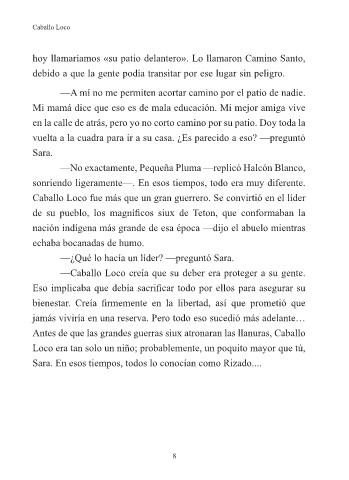 Caballo Loco
hoy llamaríamos «su patio delantero». Lo llamaron Camino Santo,
debido a que la gente podía transitar por ese lugar sin peligro.
—A mí no me permiten acortar camino por el patio de nadie.
Mi mamá dice que eso es de mala educación. Mi mejor amiga vive
en la calle de atrás, pero yo no corto camino por su patio. Doy toda la
vuelta a la cuadra para ir a su casa. ¿Es parecido a eso? —preguntó
Sara.
—No exactamente, Pequeña Pluma —replicó Halcón Blanco,
sonriendo ligeramente—. En esos tiempos, todo era muy diferente.
Caballo Loco fue más que un gran guerrero. Se convirtió en el líder
de su pueblo, los magníficos siux de Teton, que conformaban la
nación indígena más grande de esa época —dijo el abuelo mientras
echaba bocanadas de humo.
—¿Qué lo hacía un líder? —preguntó Sara.
—Caballo Loco creía que su deber era proteger a su gente.
Eso implicaba que debía sacrificar todo por ellos para asegurar su
bienestar. Creía firmemente en la libertad, así que prometió que
jamás viviría en una reserva. Pero todo eso sucedió más adelante…
Antes de que las grandes guerras siux atronaran las llanuras, Caballo
Loco era tan solo un niño; probablemente, un poquito mayor que tú,
Sara. En esos tiempos, todos lo conocían como Rizado....
8